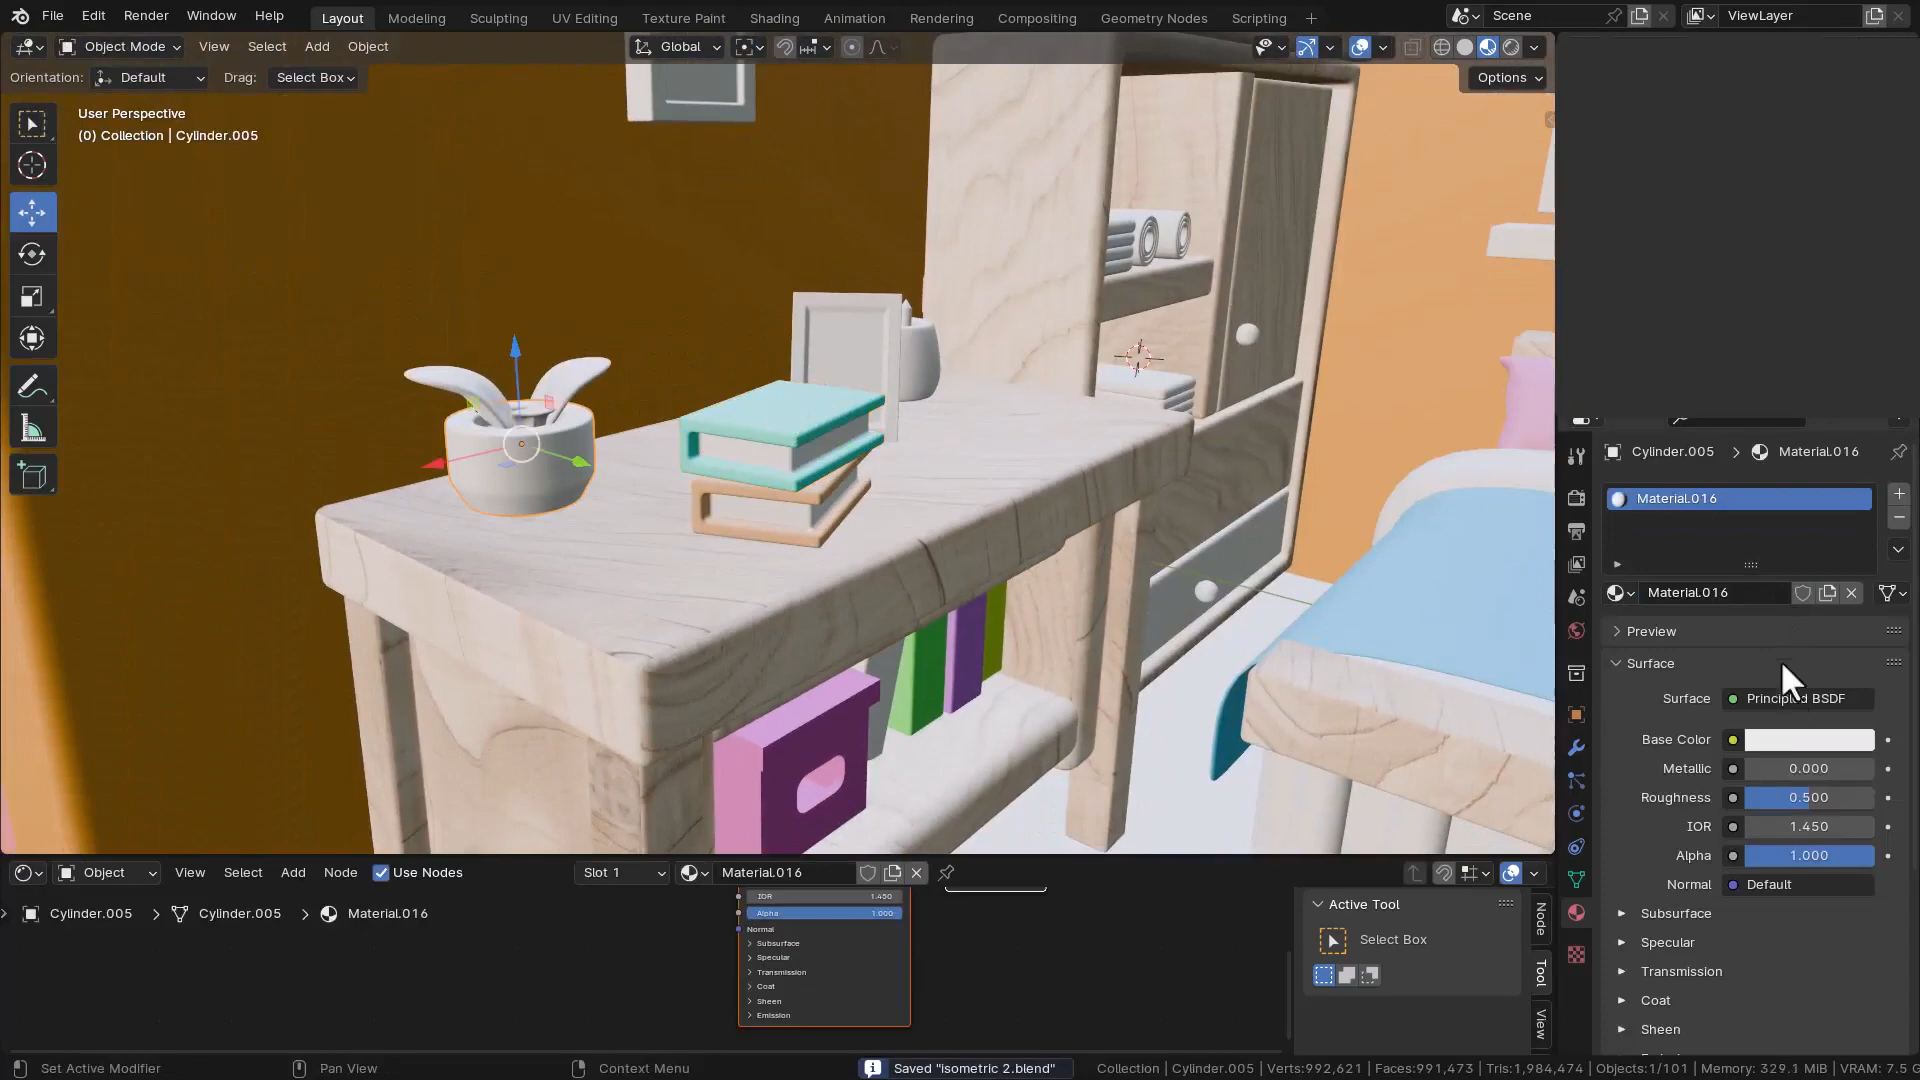 File Edit Render Window Help Layout Modeling Sculpting UV Editing Texture Paint Shading Animation Rendering Compositing Geometry Nodes Scripting + Scene ViewLayer
Object Mode View Select Add Object Global
Orientation: Default Drag: Select Box Options
User Perspective
(0) Collection | Cylinder.005
Cylinder.005 > Material.016
Material.016
Material.016
Preview
Surface
Surface
Base Color
Metallic 0.000
Roughness 0.500
IOR 1.450
Alpha 1.000
Normal Default
Subsurface
Specular
Transmission
Coat
Sheen
Object View Select Add Node Use Nodes Slot 1 Material.016
Cylinder.005 > Cylinder.005 > Material.016
IOR 1.450
Alpha 1.000
Normal
Subsurface
Specular
Transmission
Coat
Sheen
Emission
Active Tool
Select Box
Node
Tool
View
Set Active Modifier Pan View Context Menu Saved "isometric 2.blend" Collection | Cylinder.005 | Verts:992,621 | Faces:991,473 | Tris:1,984,474 | Objects:1/101 | Memory: 329.1 MiB | VRAM: 7.5 G